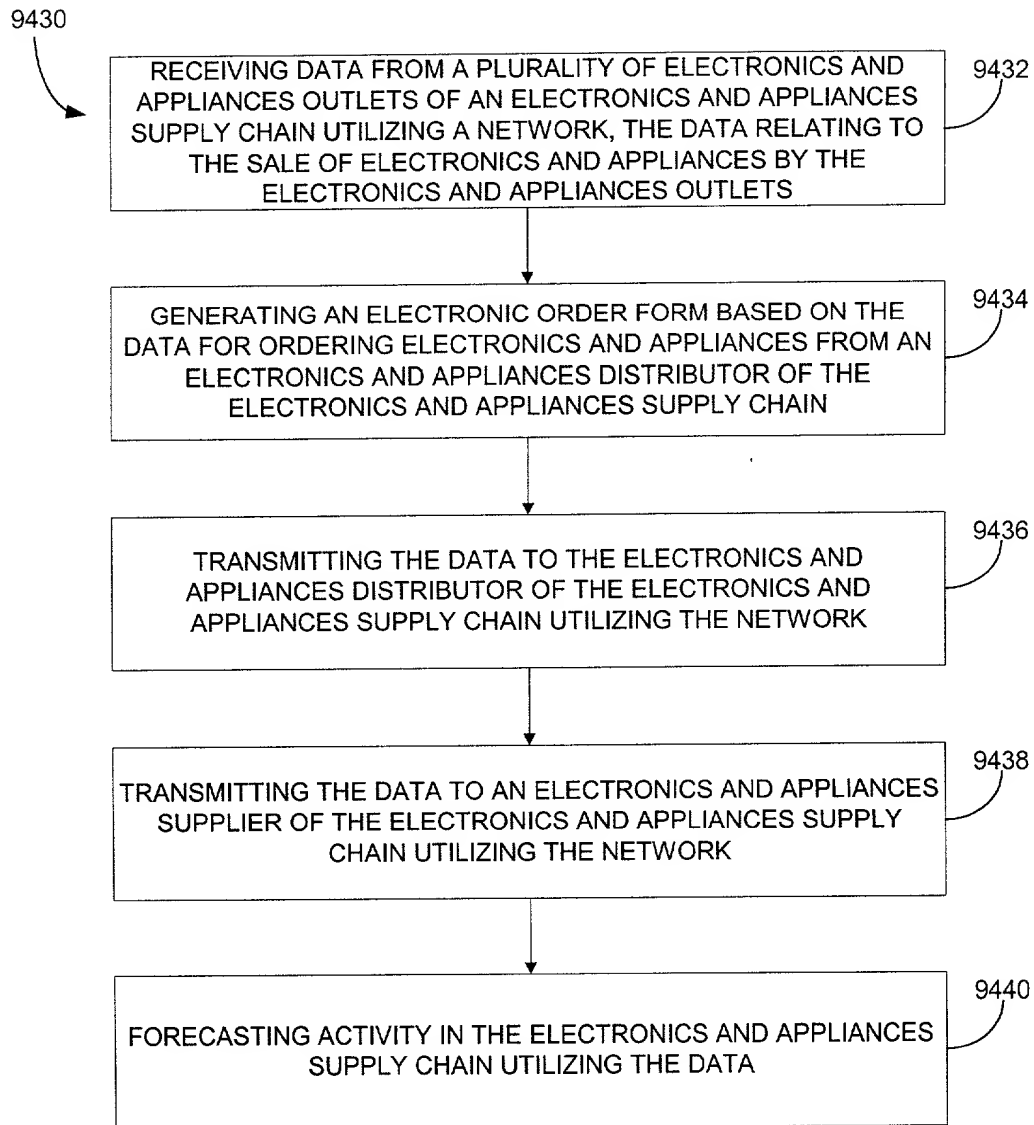 9430
RECEIVING DATA FROM A PLURALITY OF ELECTRONICS AND
APPLIANCES OUTLETS OF AN ELECTRONICS AND APPLIANCES
SUPPLY CHAIN UTILIZING A NETWORK, THE DATA RELATING TO
THE SALE OF ELECTRONICS AND APPLIANCES BY THE
ELECTRONICS AND APPLIANCES OUTLETS
9432
GENERATING AN ELECTRONIC ORDER FORM BASED ON THE
DATA FOR ORDERING ELECTRONICS AND APPLIANCES FROM AN
ELECTRONICS AND APPLIANCES DISTRIBUTOR OF THE
ELECTRONICS AND APPLIANCES SUPPLY CHAIN
9434
TRANSMITTING THE DATA TO THE ELECTRONICS AND
APPLIANCES DISTRIBUTOR OF THE ELECTRONICS AND
APPLIANCES SUPPLY CHAIN UTILIZING THE NETWORK
9436
TRANSMITTING THE DATA TO AN ELECTRONICS AND APPLIANCES
SUPPLIER OF THE ELECTRONICS AND APPLIANCES SUPPLY
CHAIN UTILIZING THE NETWORK
9438
FORECASTING ACTIVITY IN THE ELECTRONICS AND APPLIANCES
SUPPLY CHAIN UTILIZING THE DATA
9440